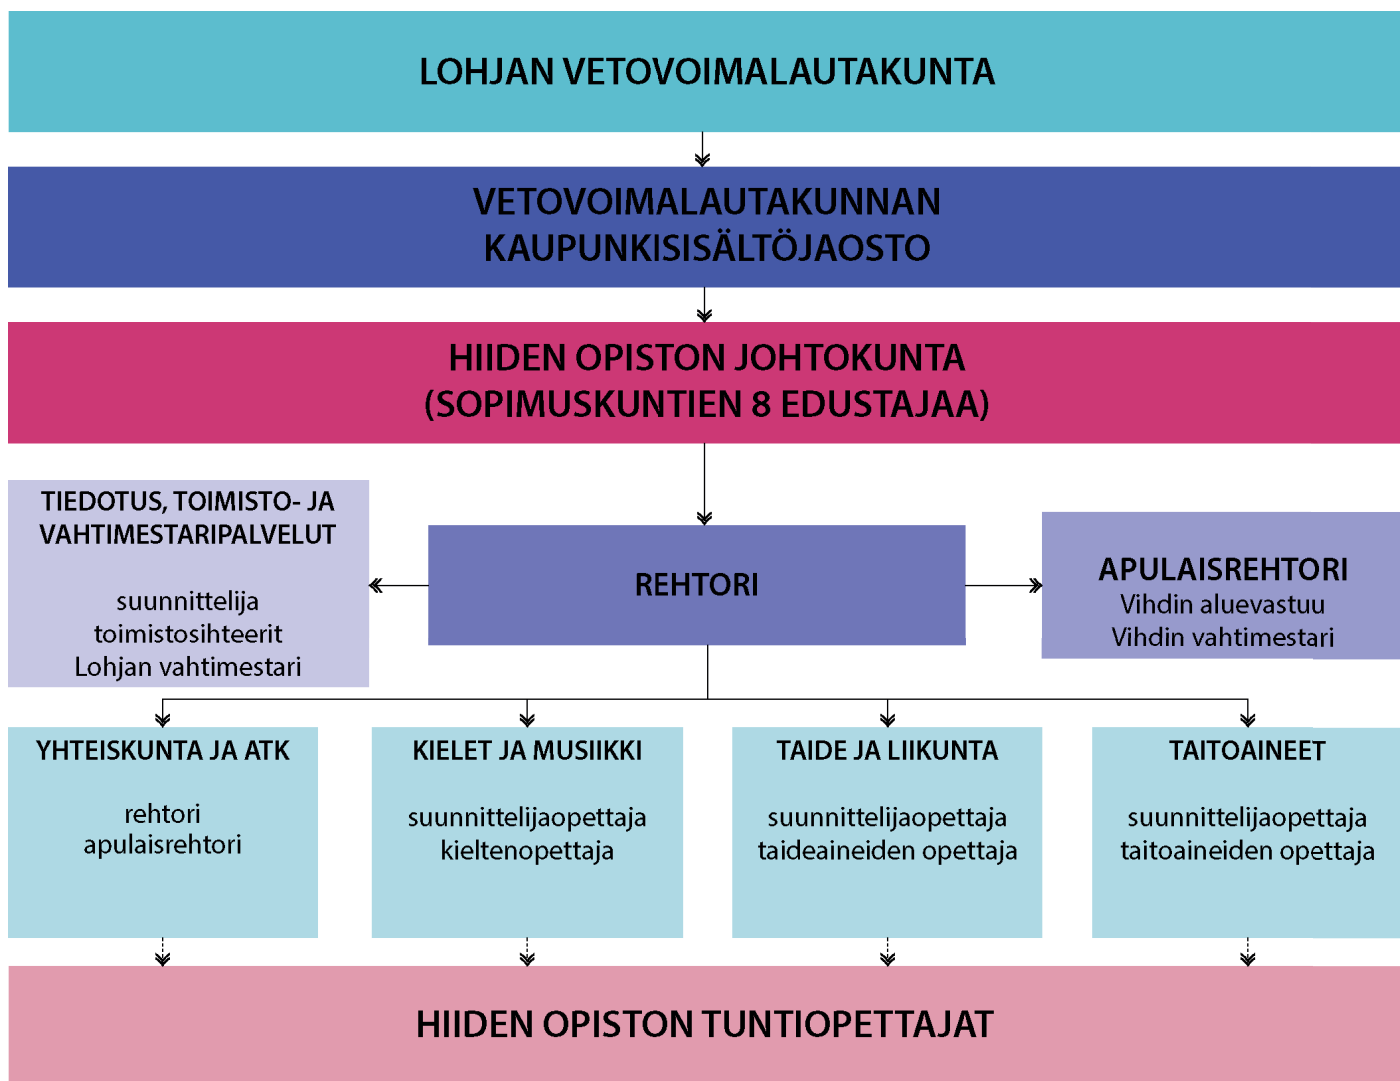 LOHJAN VETOVOIMALAUTAKUNTA
VETOVOIMALAUTAKUNNAN
KAUPUNKISISÄLTÖJAOSTO
HIIDEN OPISTON JOHTOKUNTA
(SOPIMUSKUNTIEN 8 EDUSTAJAA)
TIEDOTUS, TOIMISTO- JA
VAHTIMESTARIPALVELUT
suunnittelija
toimistosihteerit
Lohjan vahtimestari
REHTORI
APULAISREHTORI
Vihdin aluevastuu
Vihdin vahtimestari
YHTEISKUNTA JA ATK
rehtori
apulaisrehtori
KIELET JA MUSIIKKI
suunnittelijaopettaja
kieltenopettaja
TAIDE JA LIIKUNTA
suunnittelijaopettaja
taideaineiden opettaja
TAITOAINEET
suunnittelijaopettaja
taitoaineiden opettaja
HIIDEN OPISTON TUNTIOPETTAJAT